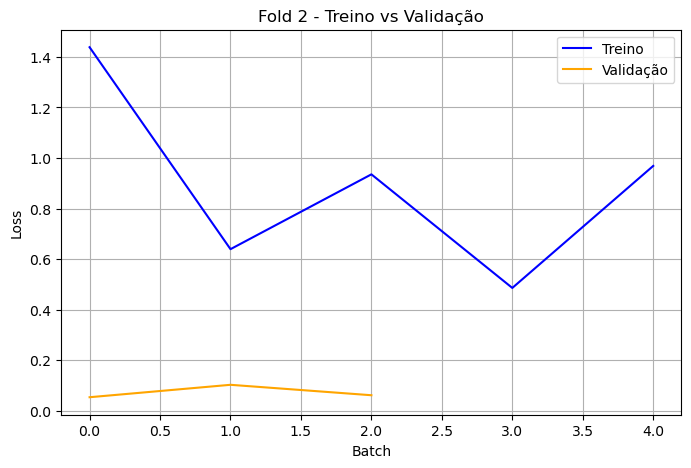 Fold 2 - Treino vs Validação
Treino
Validação
Loss
1.4
1.2
1.0
0.8
0.6
0.4
0.2
0.0
0.0 0.5 1.0 1.5 2.0 2.5 3.0 3.5 4.0
Batch